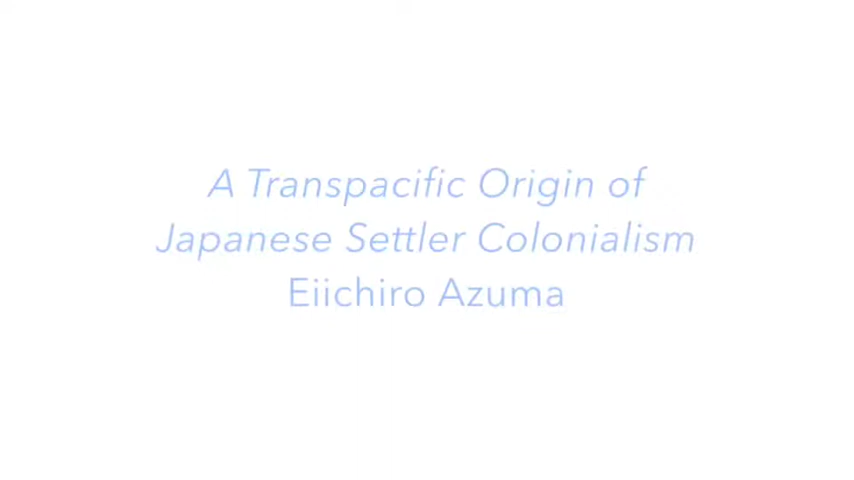 A Transpacific Origin of
Japanese Settler Colonialism
Eiichiro Azuma